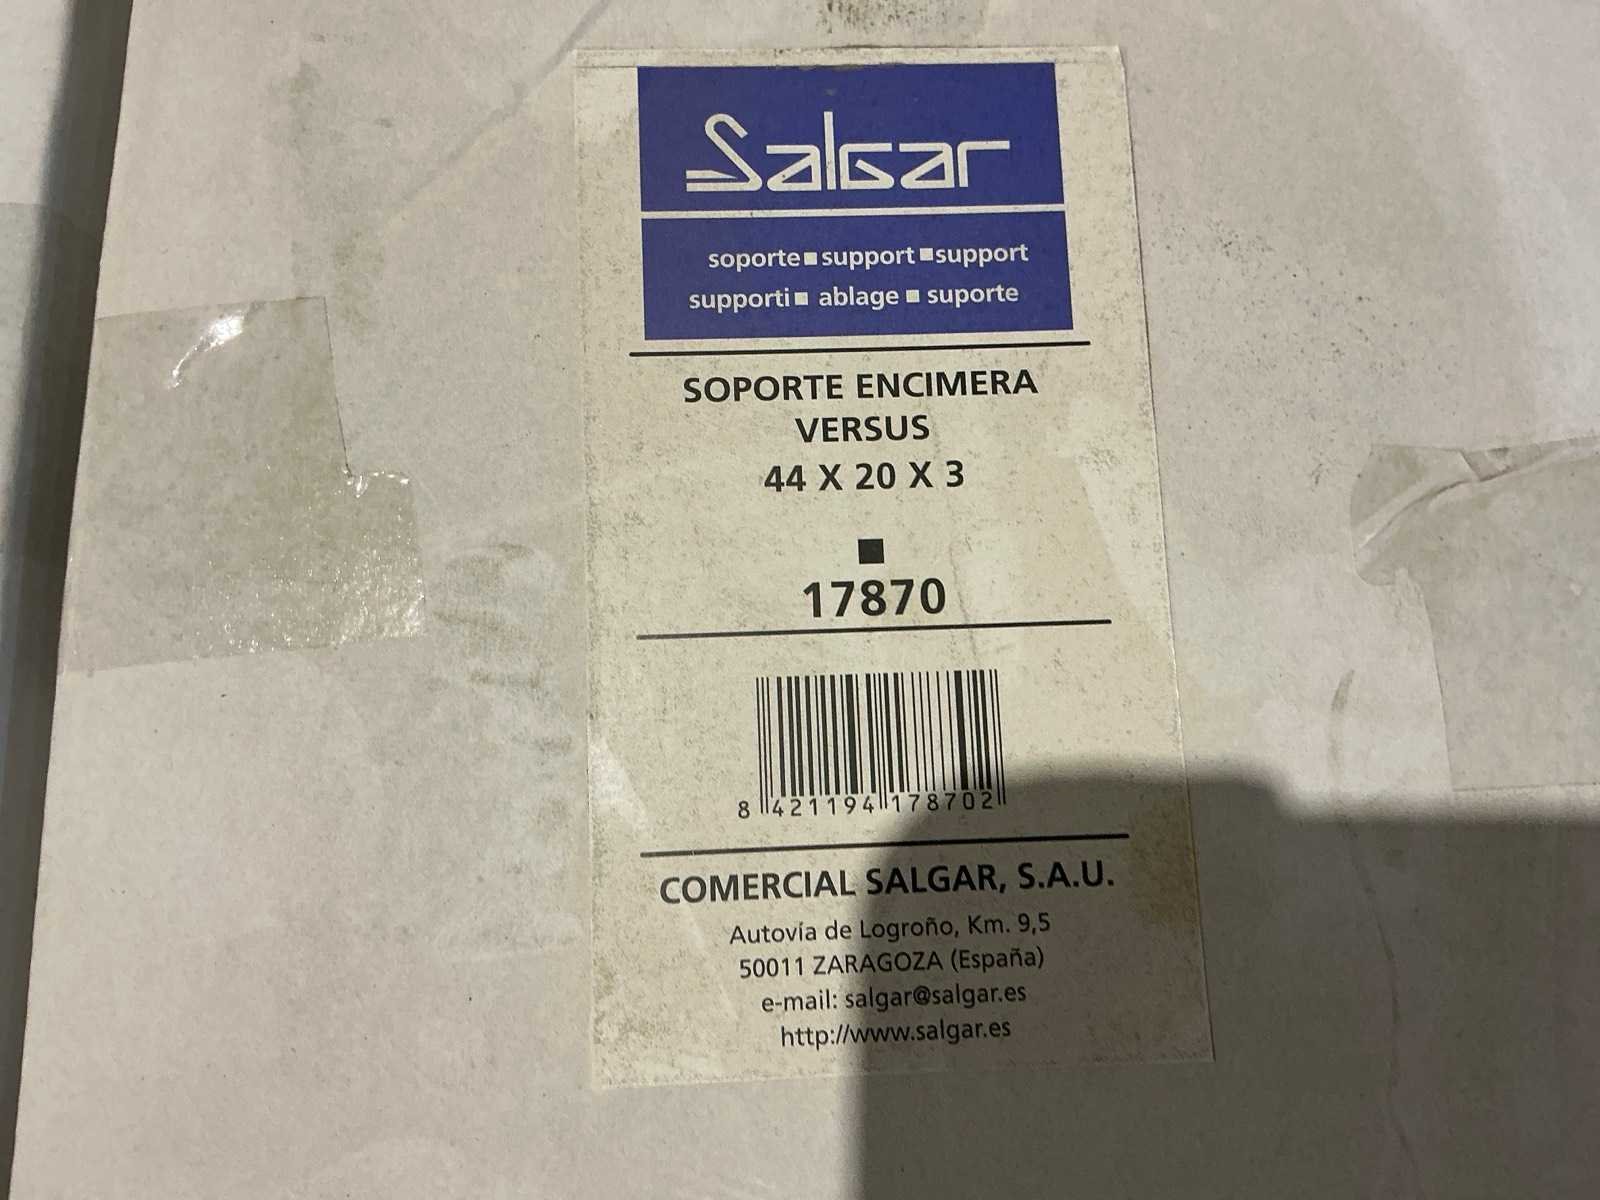 Salgar
soporte■support■support
supporti■ ablage ■ suporte
SOPORTE ENCIMERA
VERSUS
44 X 20 X 3
■
17870
8 421194 178702
COMERCIAL SALGAR, S.A.U.
Autovía de Logroño, Km. 9,5
50011 ZARAGOZA (España)
e-mail: salgar@salgar.es
http://www.salgar.es